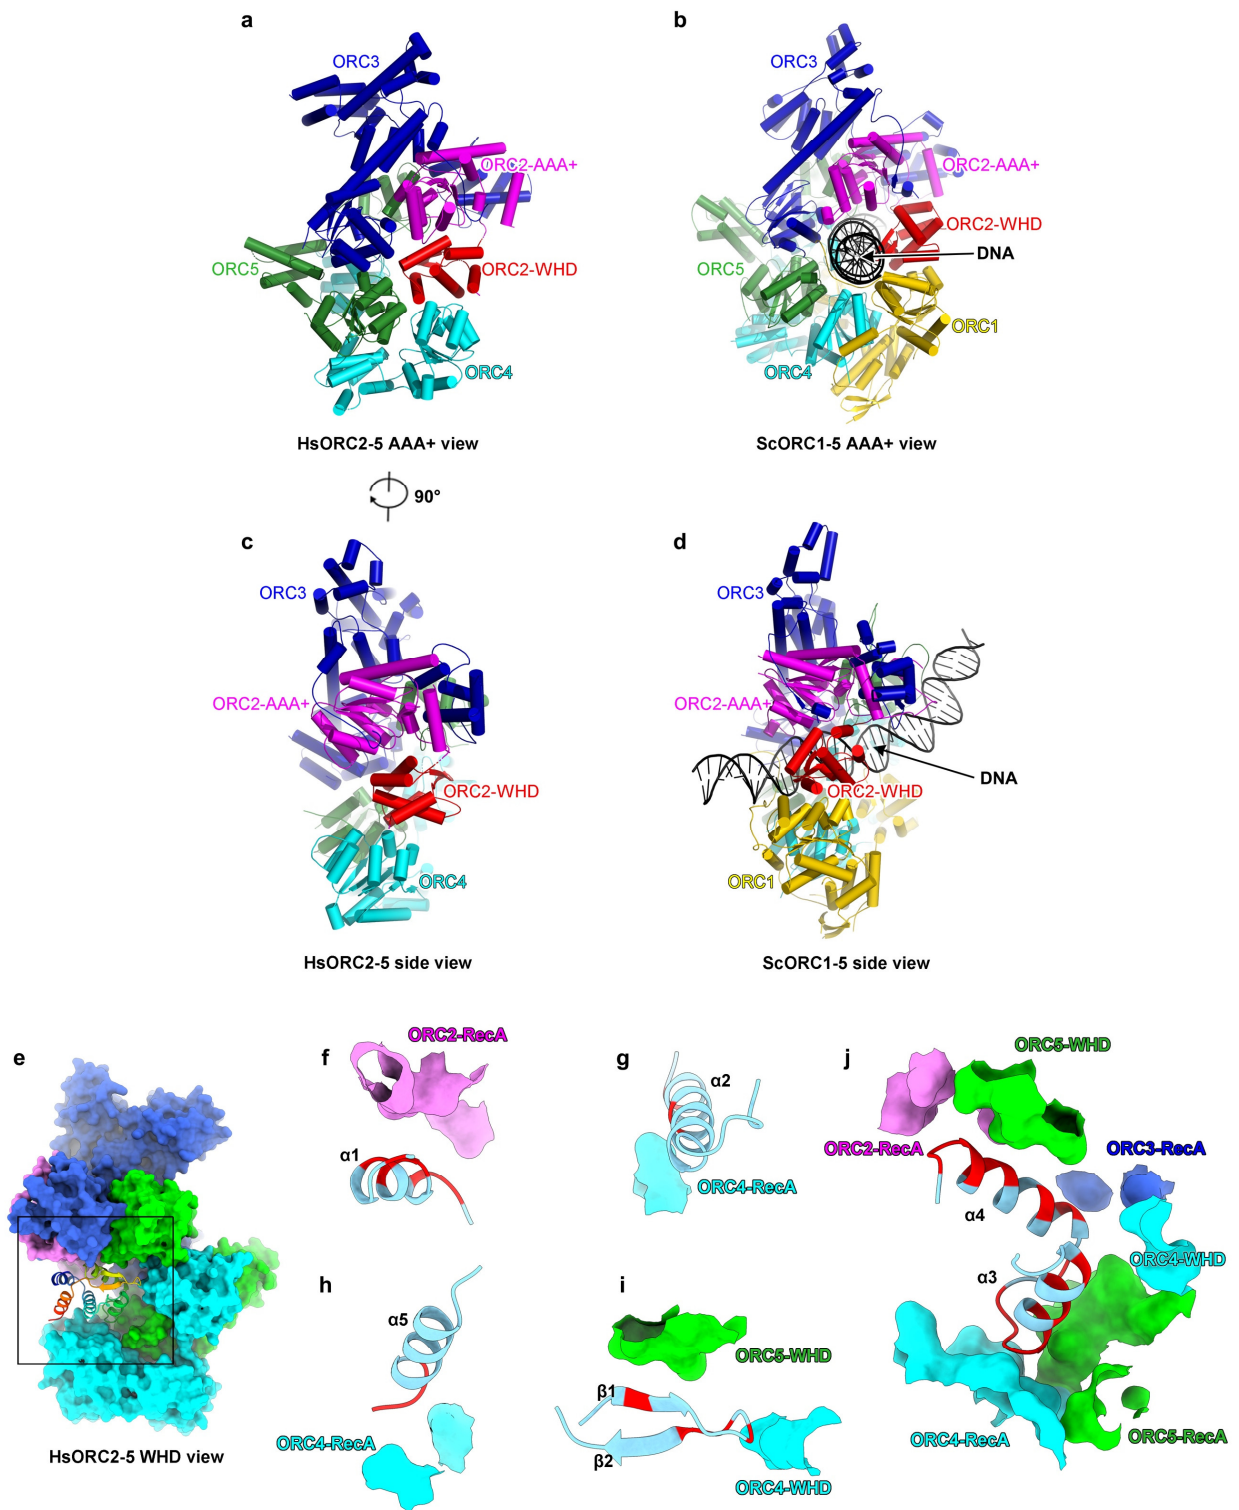 a
ORC3
ORC2-AAA+
ORC5
ORC2-WHD
ORC4
HsORC2-5 AAA+ view
b
ORC3
ORC2-AAA+
ORC2-WHD
DNA
ORC5
ORC1
ORC4
ScORC1-5 AAA+ view
90°
c
ORC3
ORC2-AAA+
ORC2-WHD
ORC4
HsORC2-5 side view
d
ORC3
ORC2-AAA+
DNA
ORC2-WHD
ORC1
ScORC1-5 side view
e
HsORC2-5 WHD view
f
ORC2-RecA
α1
g
α2
ORC4-RecA
h
α5
ORC4-RecA
i
ORC5-WHD
β1
β2
ORC4-WHD
j
ORC5-WHD
ORC2-RecA
ORC3-RecA
α4
ORC4-WHD
α3
ORC4-RecA
ORC5-RecA